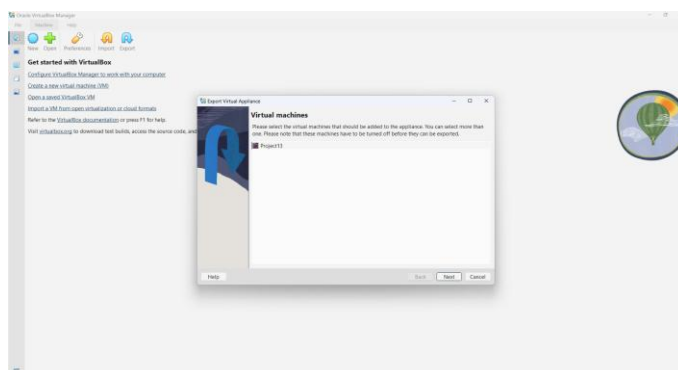 Oracle VirtualBox Manager
File Machine Help
New Open Preferences Import Export
Get started with VirtualBox
Configure VirtualBox Manager to work with your computer
Create a new virtual machine (VM)
Open a saved VirtualBox VM
Import a VM from open virtualization or cloud formats
Refer to the VirtualBox documentation or press F1 for help.
Visit virtualbox.org to download test builds, access the source code, and
Export Virtual Appliance
Virtual machines
Please select the virtual machines that should be added to the appliance. You can select more than
one. Please note that these machines have to be turned off before they can be exported.
Help
Back Next Cancel